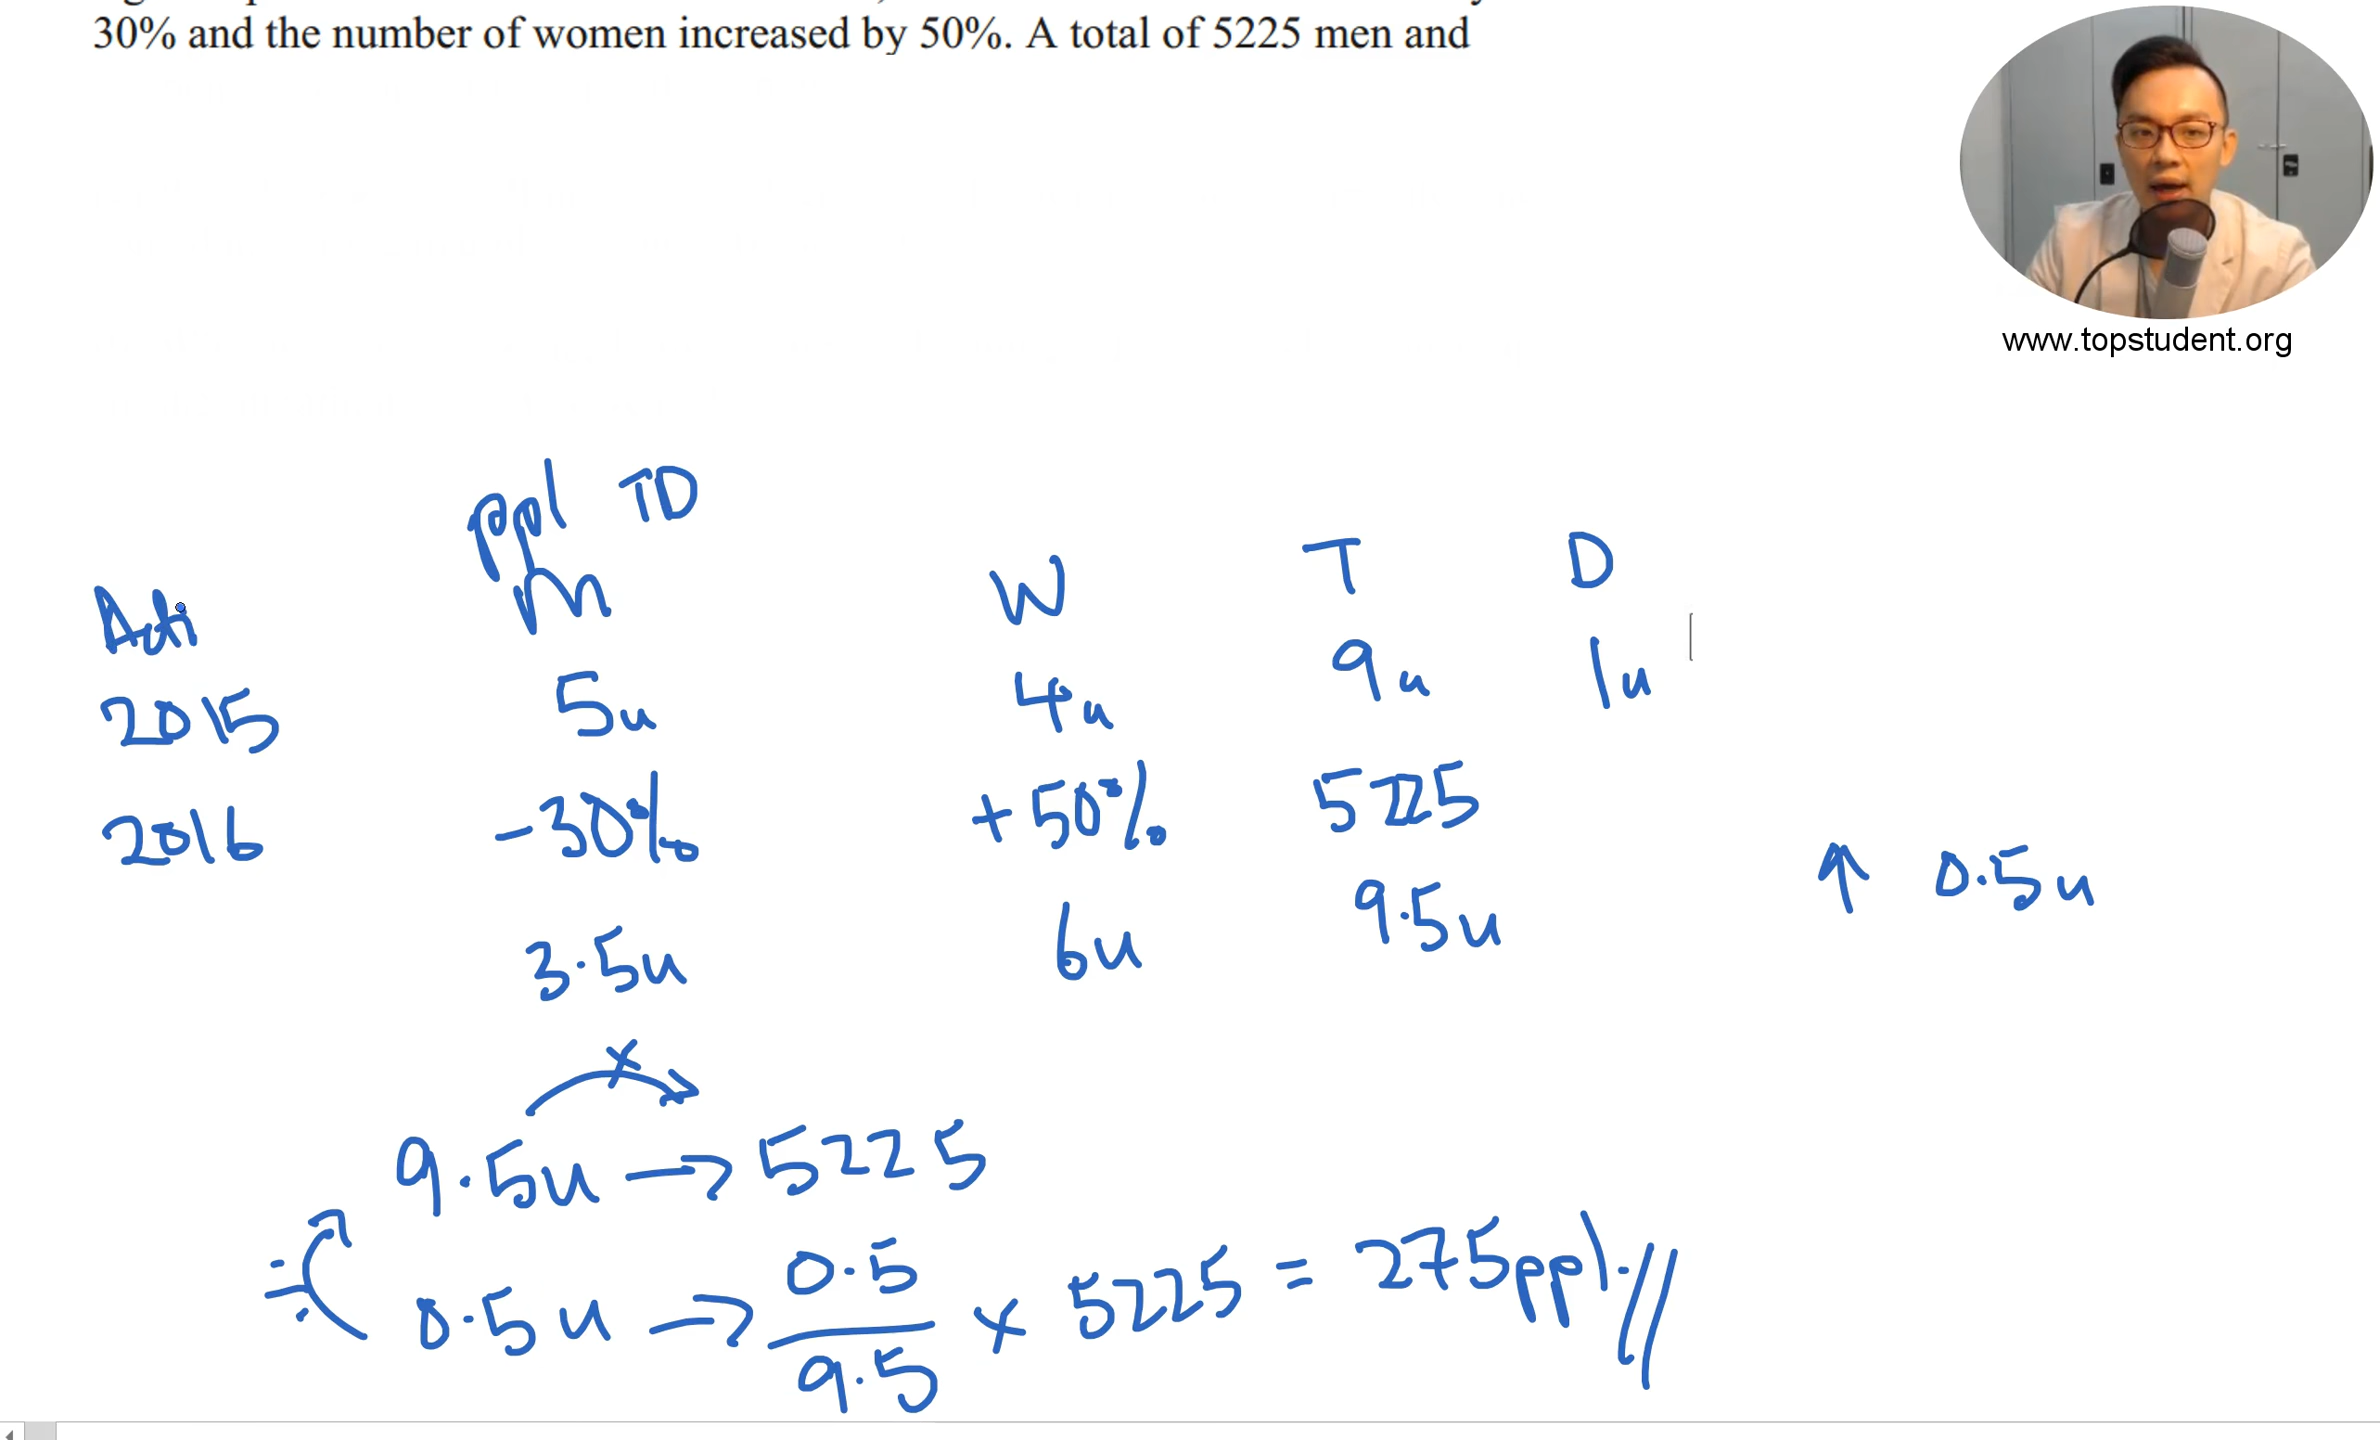 30% and the number of women increased by 50%. A total of 5225 men and
www.topstudent.org
ppl TD
M W T D
2015 5u 4u 9u 1u
2016 -30% +50% 5225
3.5u 6u 9.5u ↑ 0.5u
×
9.5u → 5225
÷ 0.5u → 0.5/9.5 × 5225 = 275ppl.//